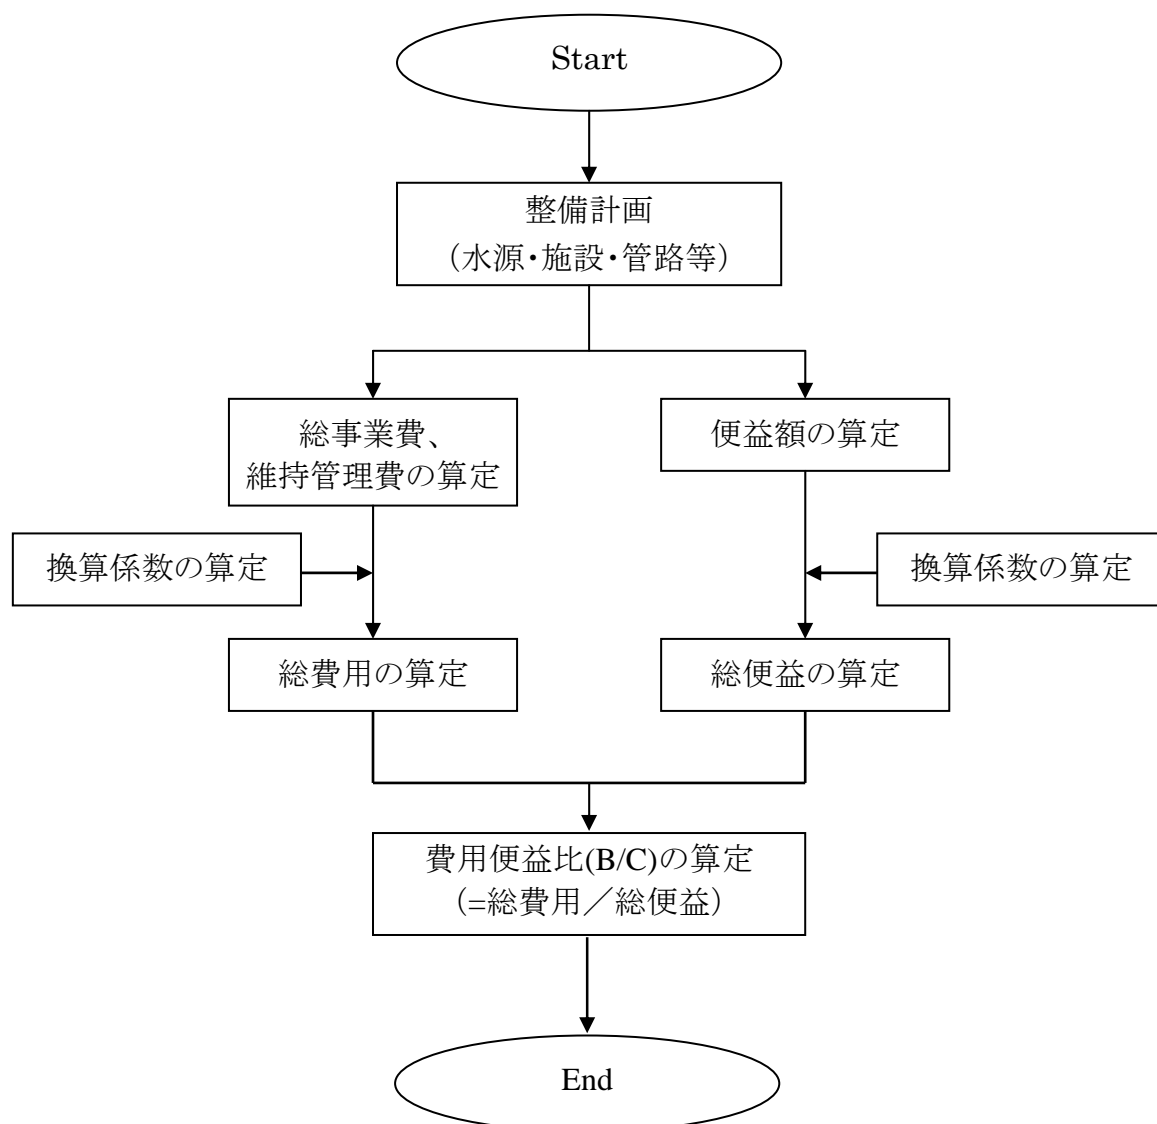 Start
整備計画
（水源・施設・管路等）
総事業費、
維持管理費の算定
便益額の算定
換算係数の算定
換算係数の算定
総費用の算定
総便益の算定
費用便益比(B/C)の算定
（=総費用／総便益）
End